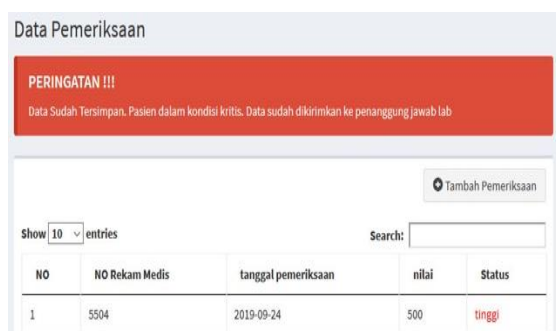 Data Pemeriksaan
PERINGATAN !!!
Data Sudah Tersimpan. Pasien dalam kondisi kritis. Data sudah dikirimkan ke penanggung jawab lab
Tambah Pemeriksaan
Show 10 entries Search:
NO NO Rekam Medis tanggal pemeriksaan nilai Status
1 5504 2019-09-24 500 tinggi